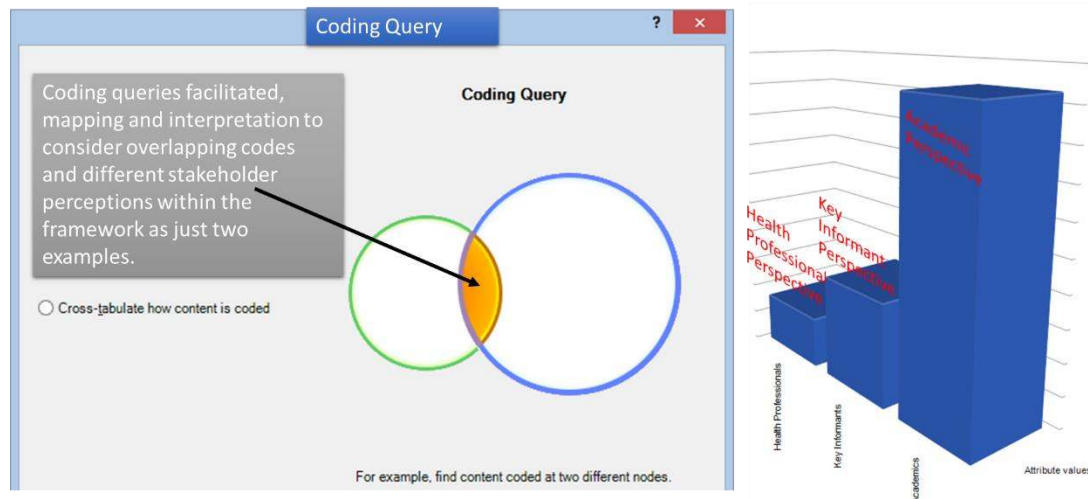 Coding Query
?
×
Coding queries facilitated,
mapping and interpretation to
consider overlapping codes
and different stakeholder
perceptions within the
framework as just two
examples.
Coding Query
Cross-tabulate how content is coded
For example, find content coded at two different nodes.
Health
Professional
Perspective
Key
Informant
Perspective
Academic
Perspective
Health Professionals
Key Informants
cademics
Attribute values